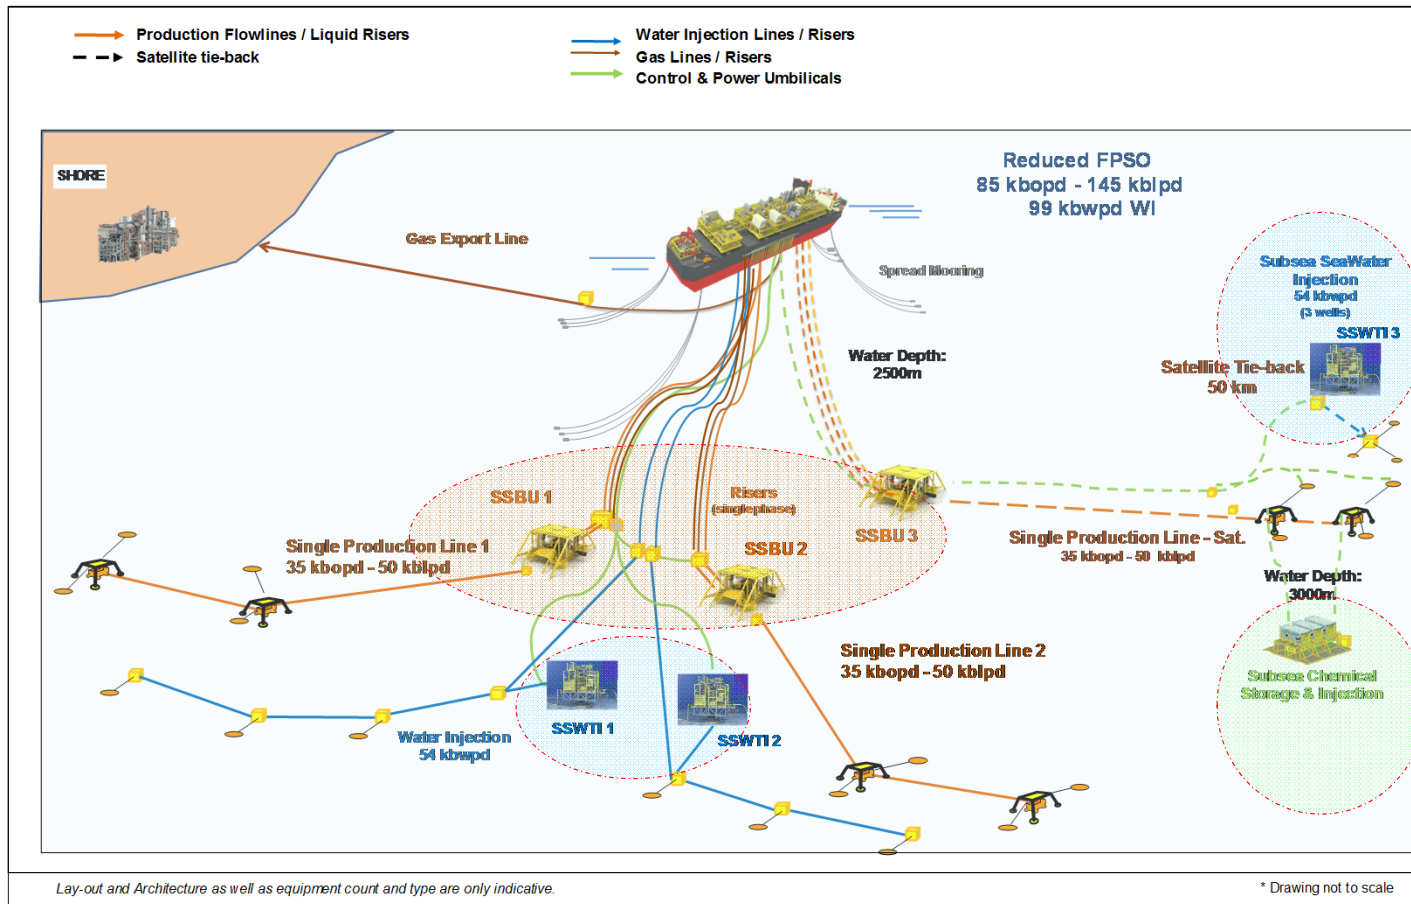 Production Flowlines / Liquid Risers
Satellite tie-back
Water Injection Lines / Risers
Gas Lines / Risers
Control & Power Umbilicals
SHORE
Reduced FPSO
85 kbopd - 145 kblpd
99 kbwpd WI
Gas Export Line
Spread Mooring
Subsea SeaWater
Injection
54 kbwpd
(3 wells)
SSWTI 3
Water Depth:
2500m
Satellite Tie-back
50 km
SSBU 1
Risers
(singlephase)
SSBU 2
SSBU 3
Single Production Line 1
35 kbopd - 50 kblpd
Single Production Line - Sat.
35 kbopd - 50 kblpd
Water Depth:
3000m
Single Production Line 2
35 kbopd - 50 kblpd
Subsea Chemical
Storage & Injection
SSWTI 1
SSWTI 2
Water Injection
54 kbwpd
Lay-out and Architecture as well as equipment count and type are only indicative.
* Drawing not to scale